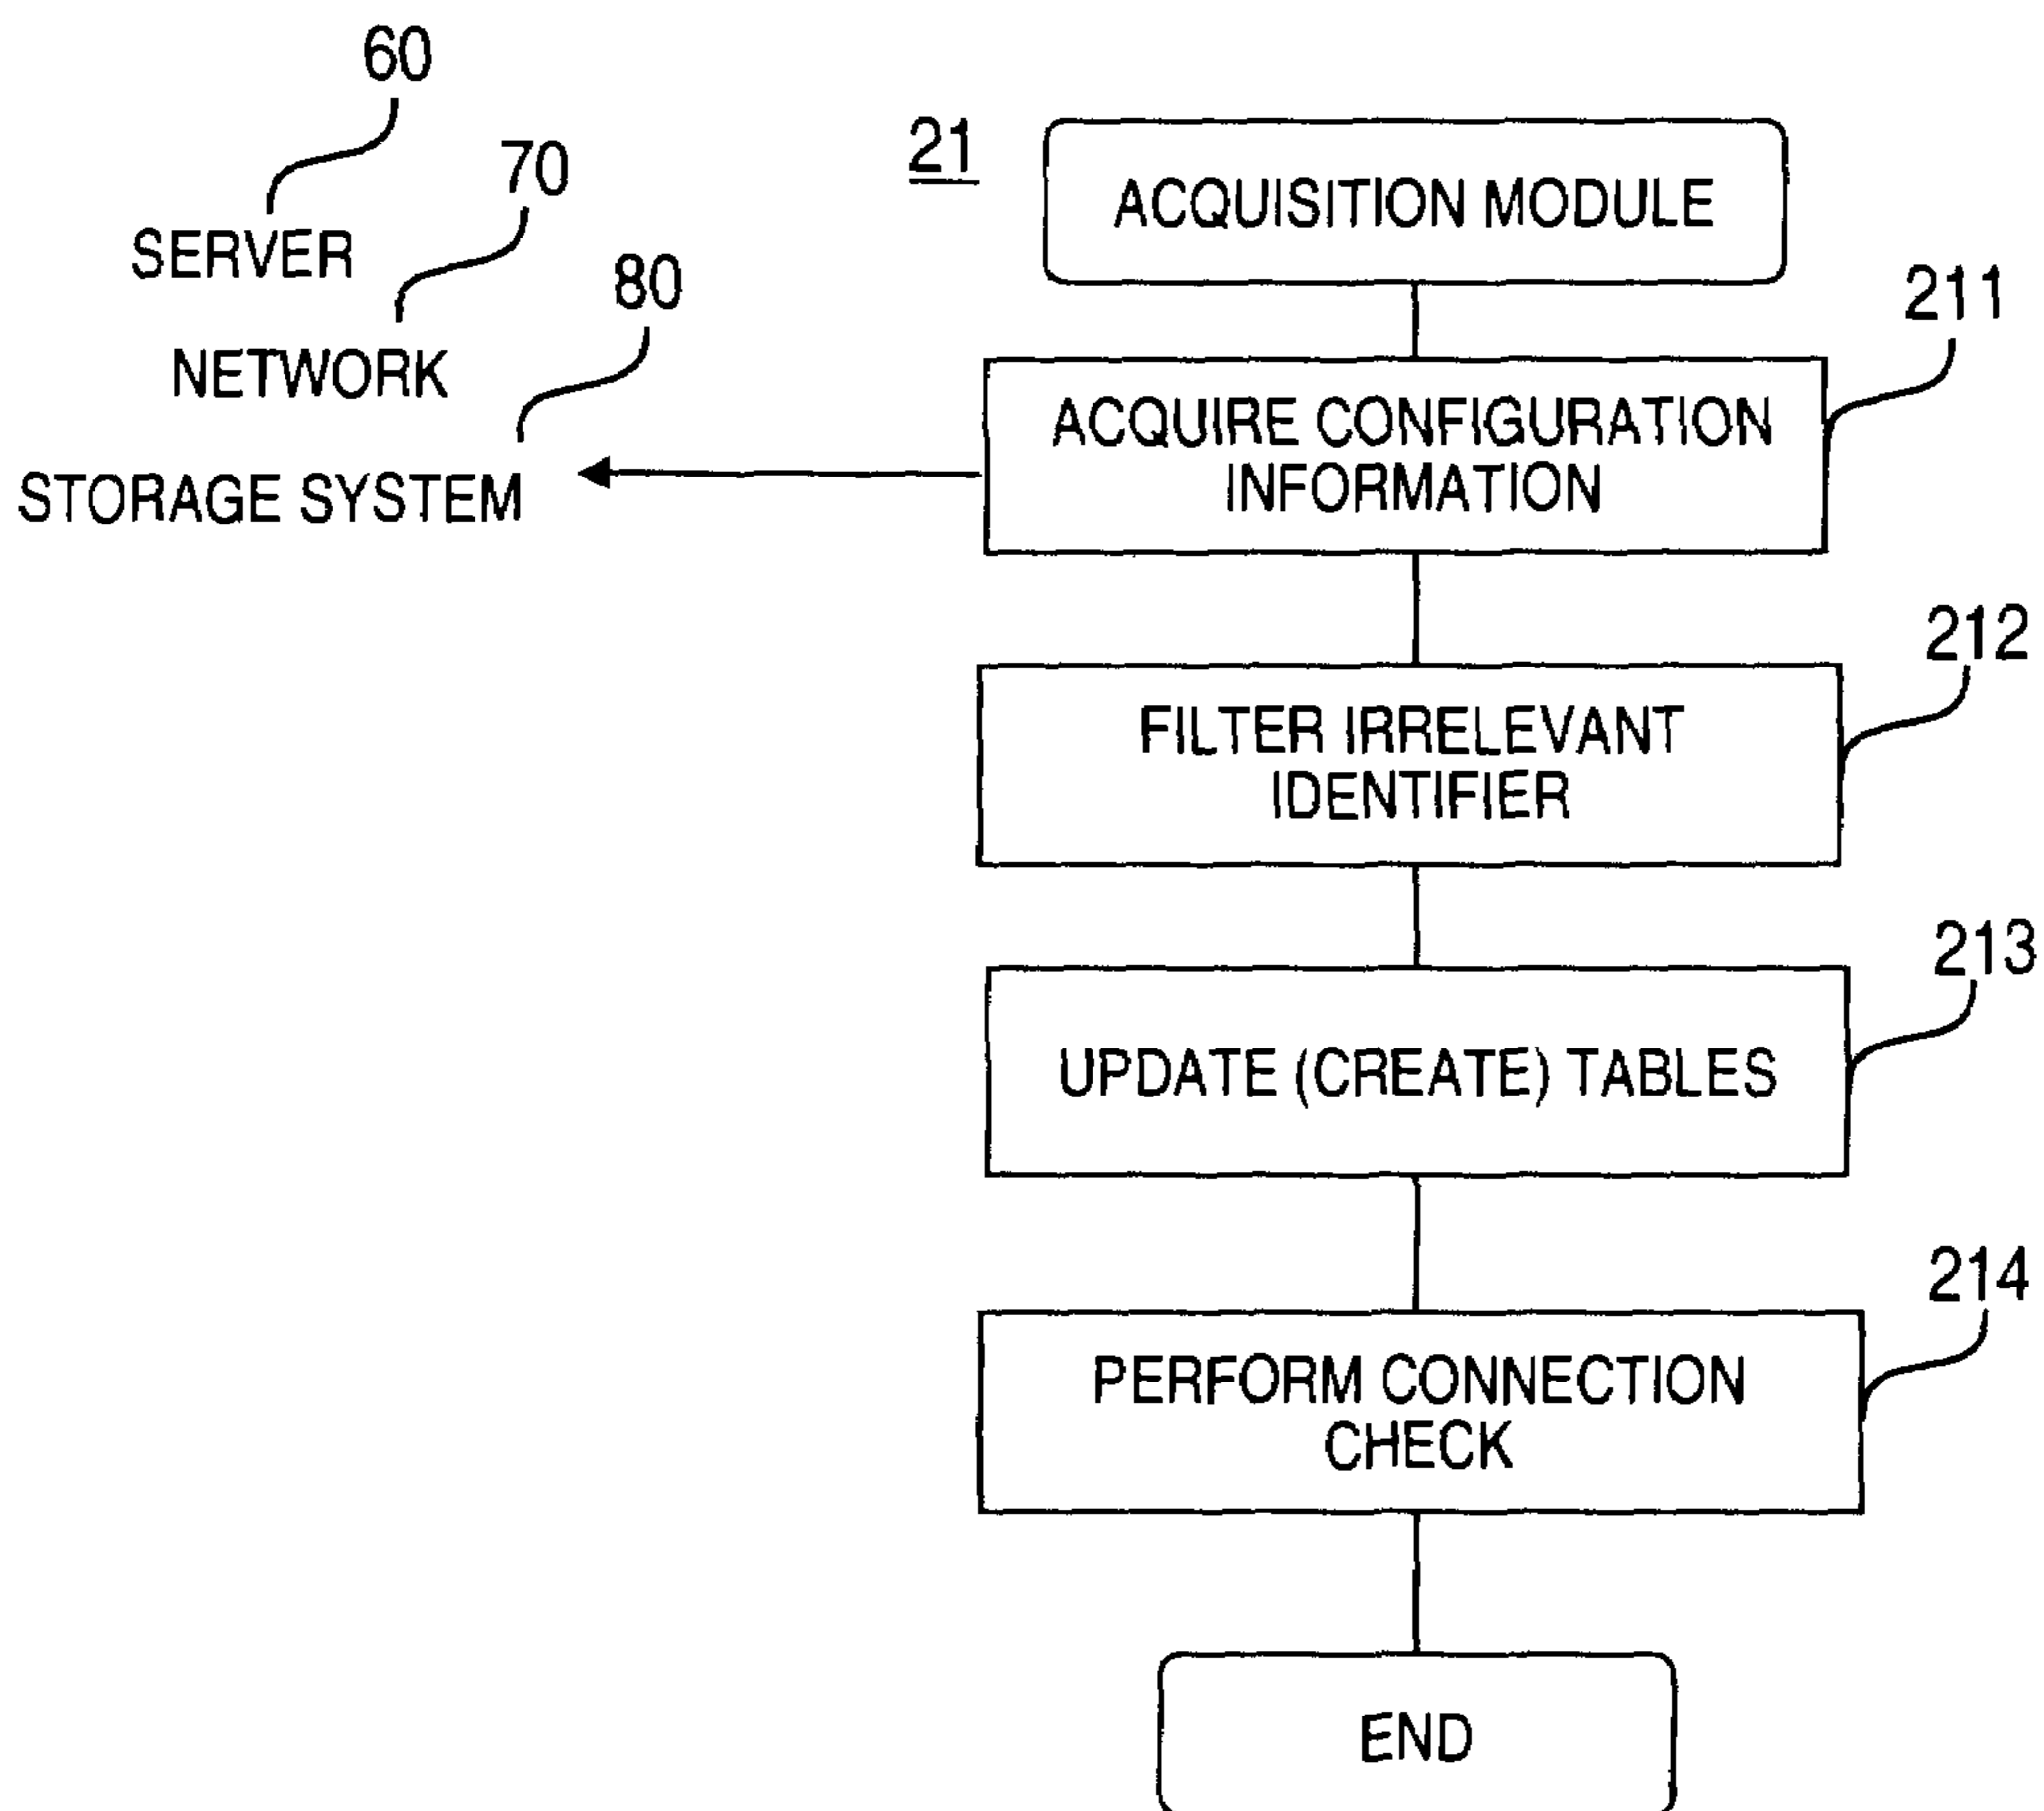 60
70
SERVER
80
NETWORK
STORAGE SYSTEM
21
ACQUISITION MODULE
211
ACQUIRE CONFIGURATION
INFORMATION
212
FILTER IRRELEVANT
IDENTIFIER
213
UPDATE (CREATE) TABLES
214
PERFORM CONNECTION
CHECK
END